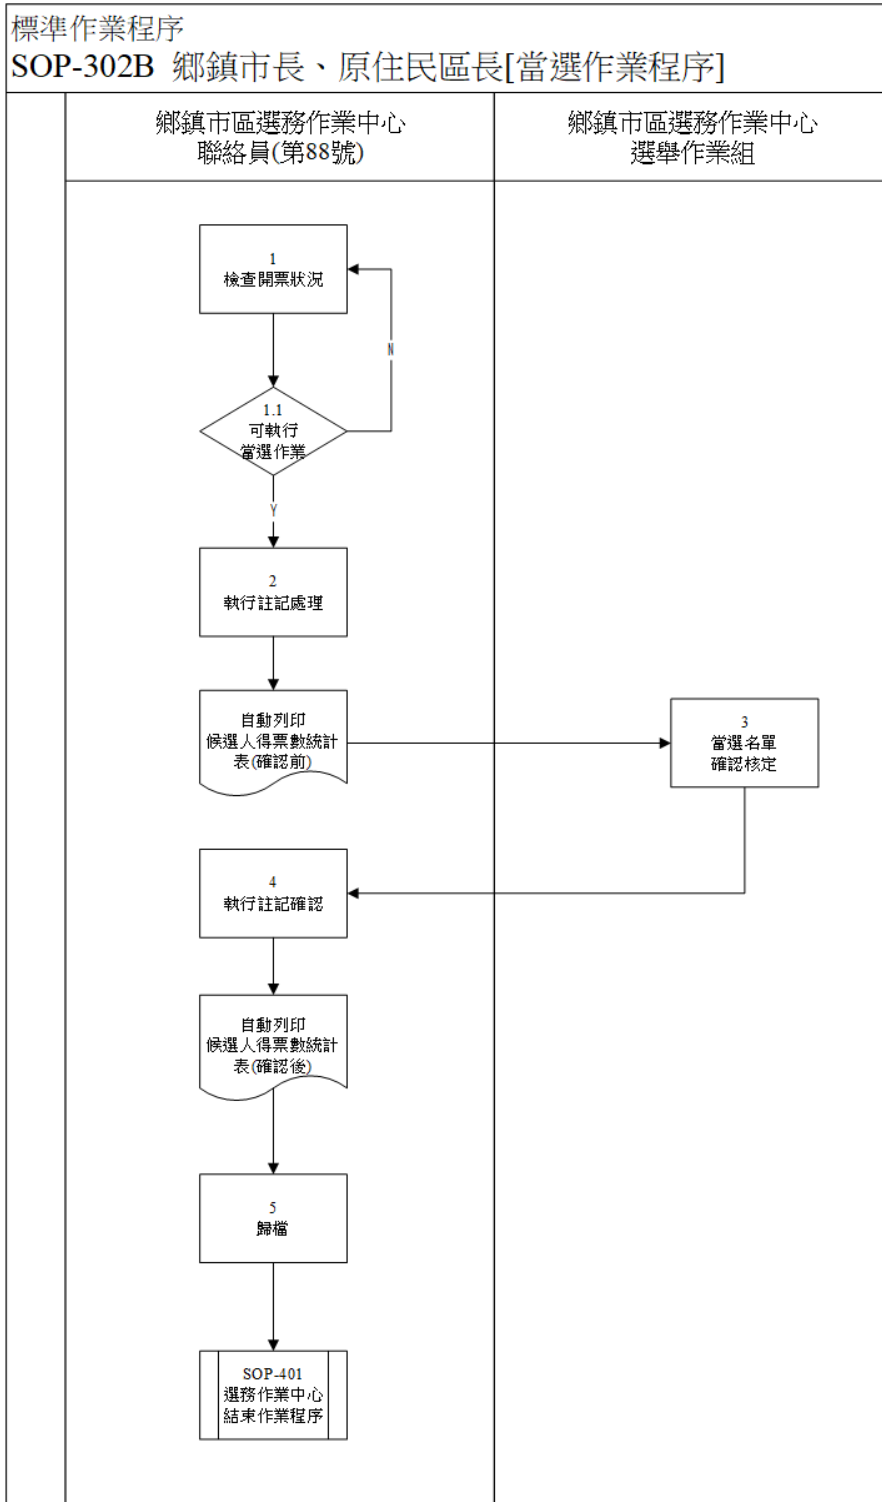 標準作業程序
SOP-302B 鄉鎮市長、原住民區長[當選作業程序]
鄉鎮市區選務作業中心
聯絡員(第88號)
鄉鎮市區選務作業中心
選舉作業組
1
檢查開票狀況
N
1.1
可執行
當選作業
Y
2
執行註記處理
自動列印
候選人得票數統計
表(確認前)
3
當選名單
確認核定
4
執行註記確認
自動列印
候選人得票數統計
表(確認後)
5
歸檔
SOP-401
選務作業中心
結束作業程序